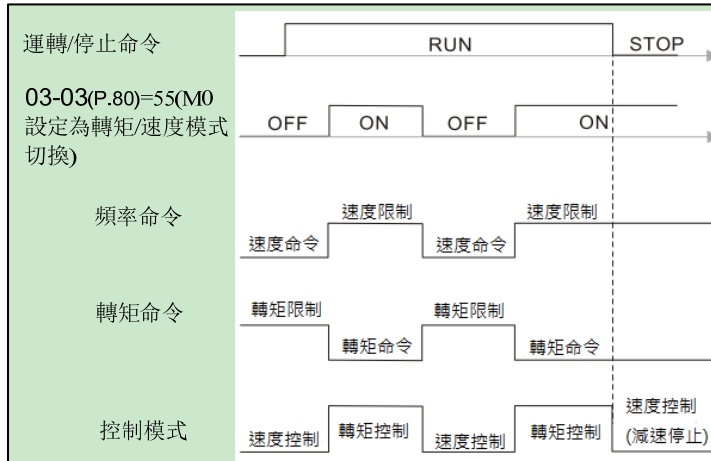 運轉/停止命令
RUN
STOP
03-03(P.80)=55(M0
設定為轉矩/速度模式
切換)
OFF
ON
OFF
ON
頻率命令
速度命令
速度限制
速度命令
速度限制
轉矩命令
轉矩限制
轉矩命令
轉矩限制
轉矩命令
控制模式
速度控制
轉矩控制
速度控制
轉矩控制
速度控制
(減速停止)